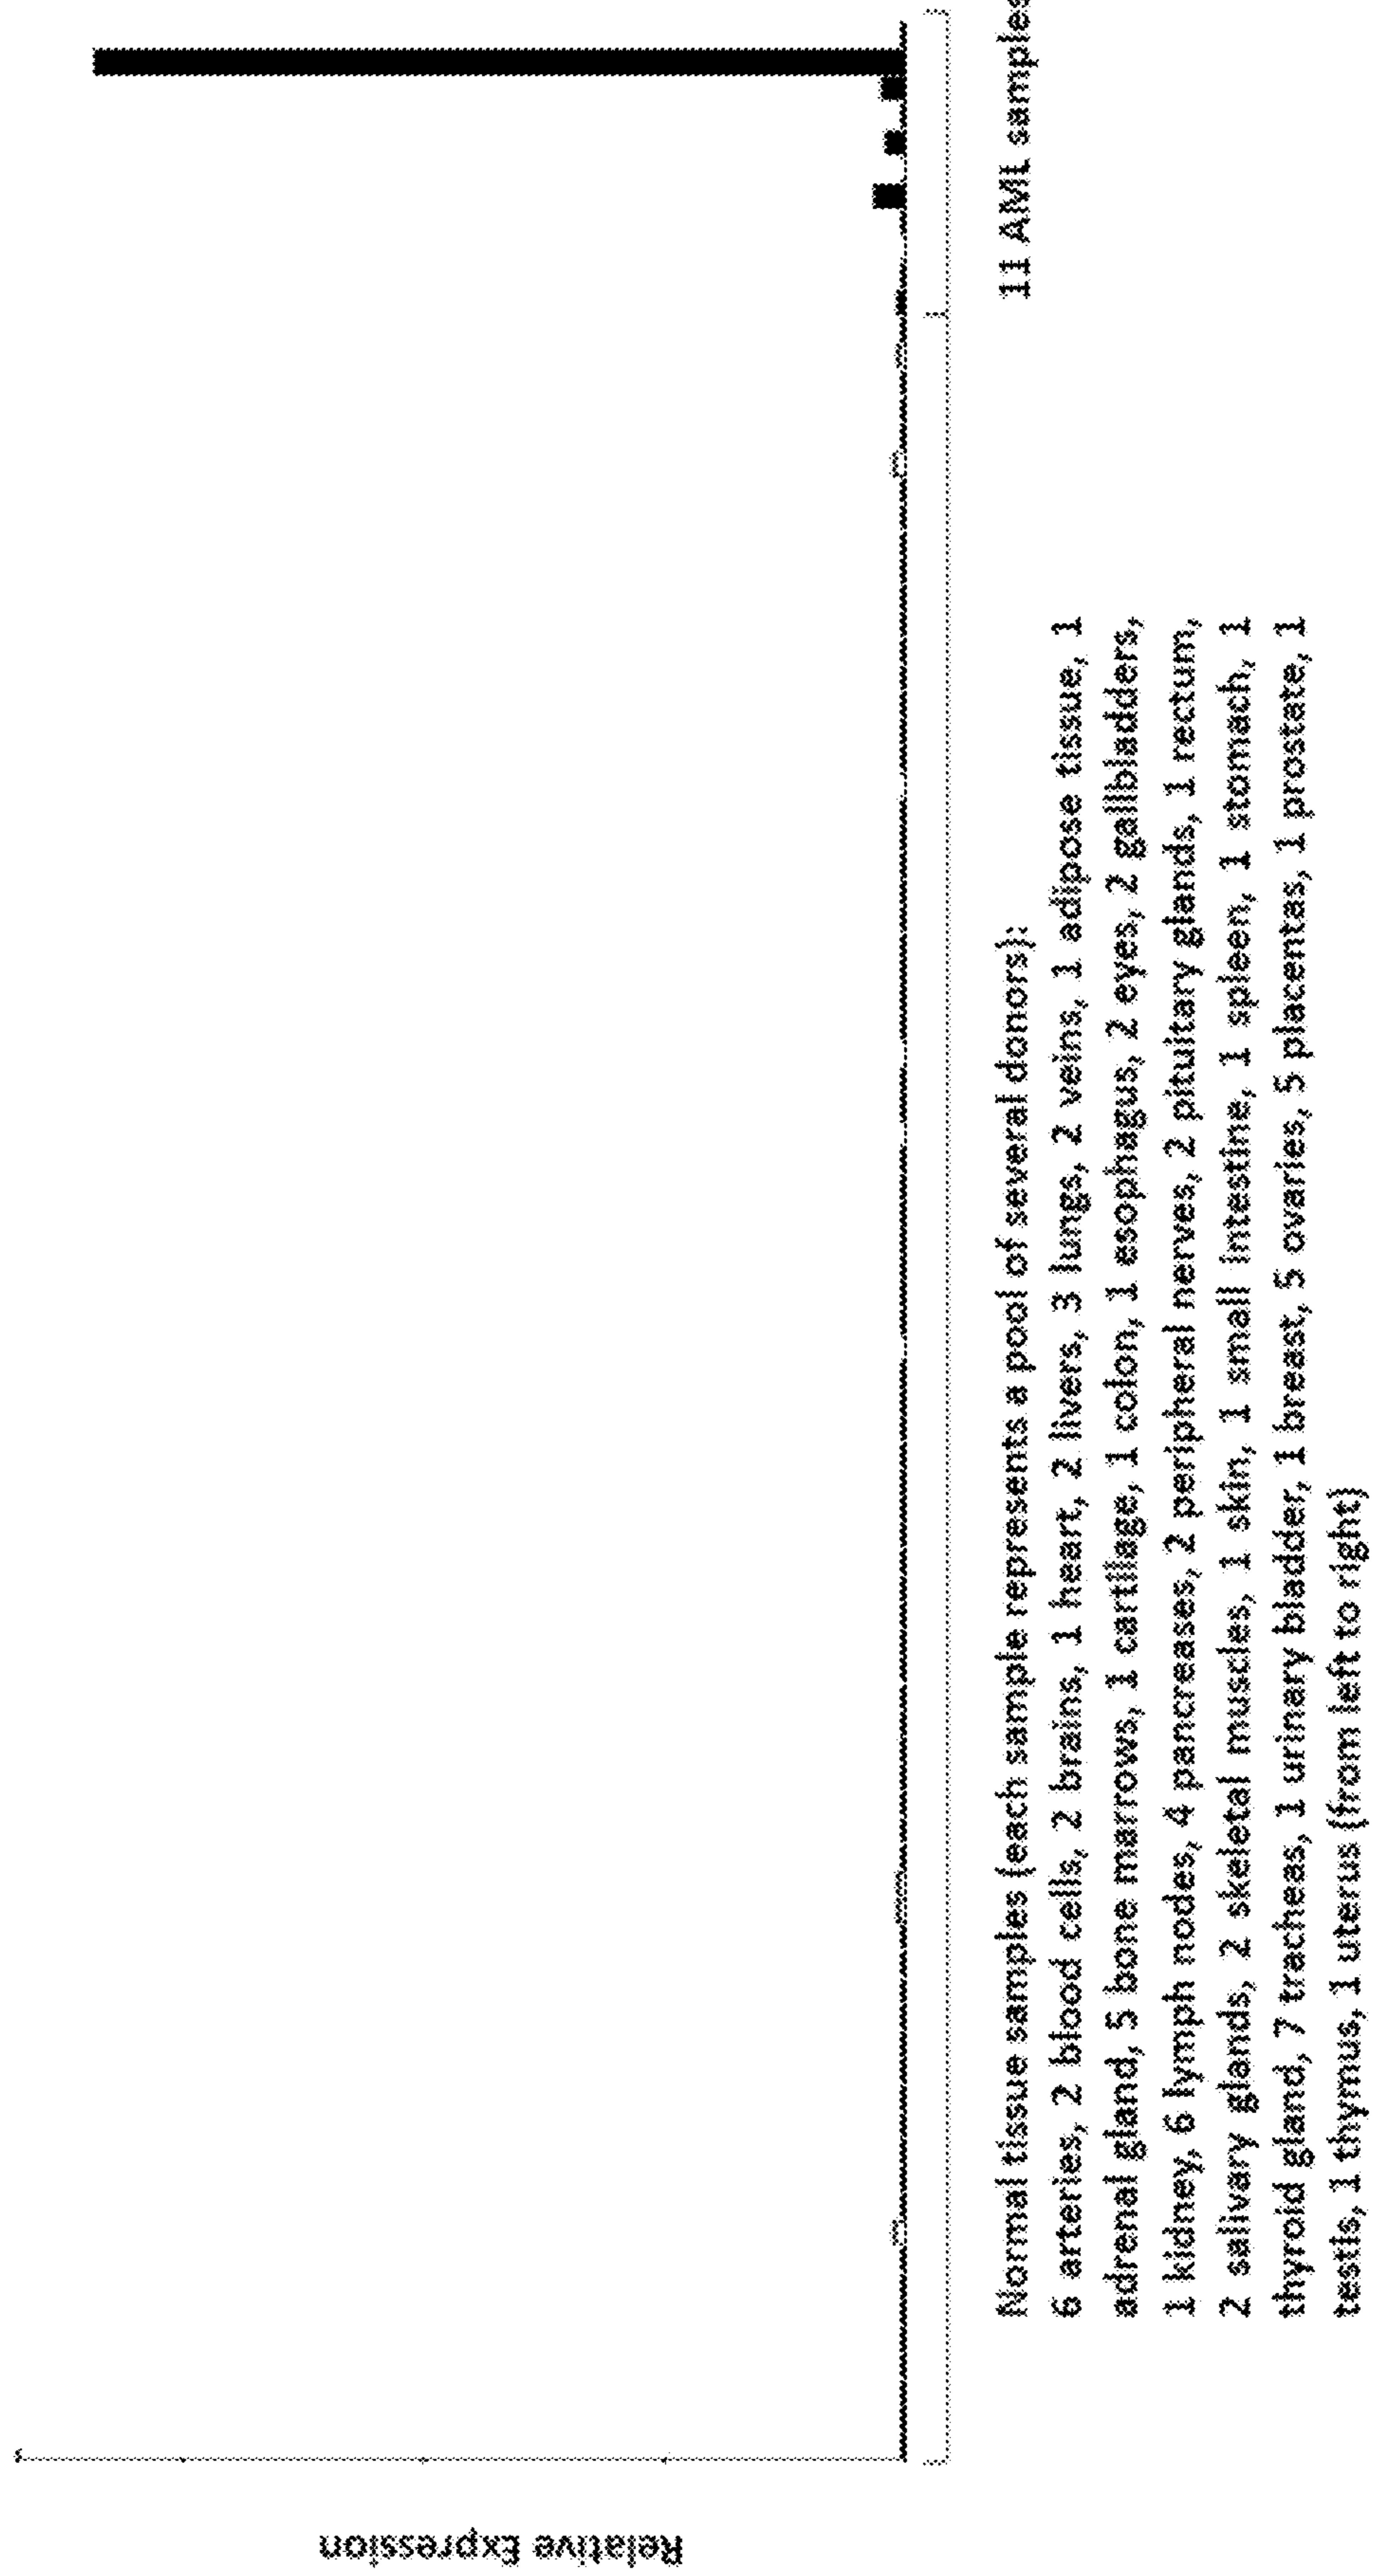 Relative Expression
Normal tissue samples (each sample represents a pool of several donors):
6 arteries, 2 blood cells, 2 brains, 1 heart, 2 livers, 3 lungs, 2 veins, 1 adipose tissue, 1
adrenal gland, 5 bone marrows, 1 cartilage, 1 colon, 1 esophagus, 2 eyes, 2 gallbladders,
1 kidney, 6 lymph nodes, 4 pancreases, 2 peripheral nerves, 2 pituitary glands, 1 rectum,
2 salivary glands, 2 skeletal muscles, 1 skin, 1 small intestine, 1 spleen, 1 stomach, 1
thyroid gland, 7 tracheas, 1 urinary bladder, 1 breast, 5 ovaries, 5 placentas, 1 prostate, 1
testis, 1 thymus, 1 uterus (from left to right)
11 AML samples